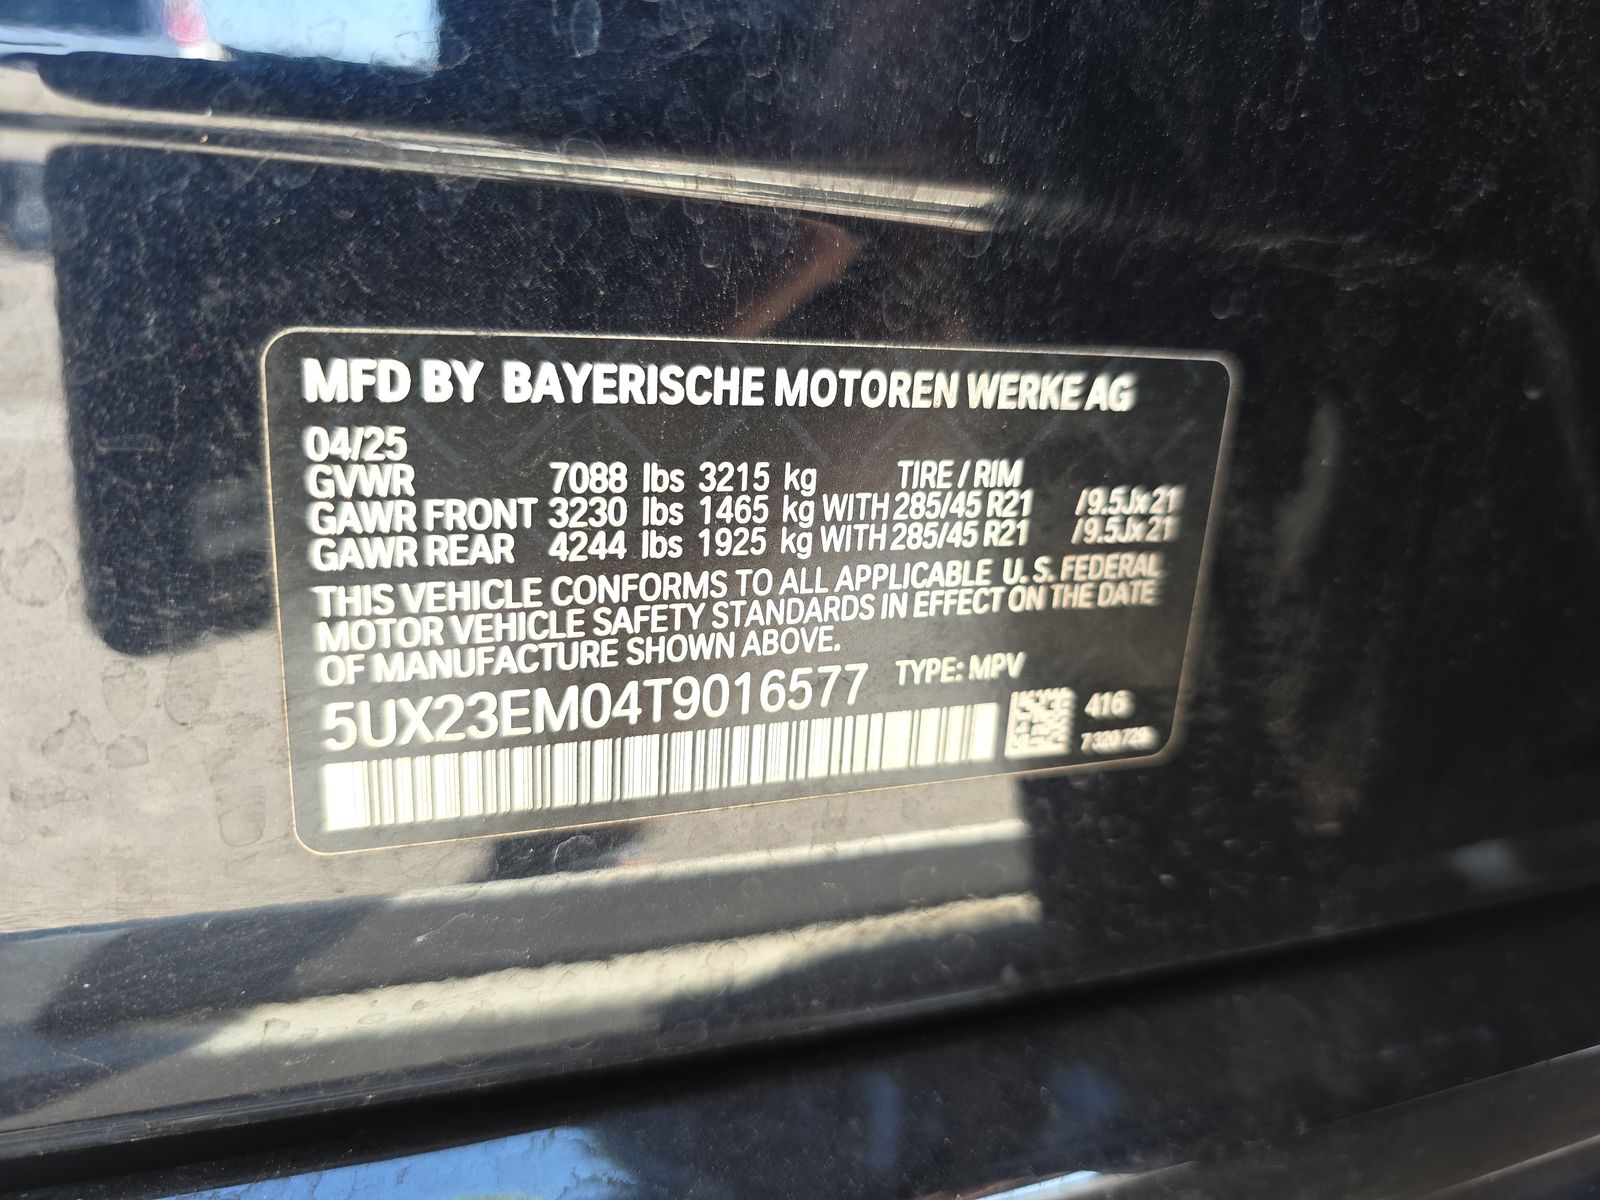 MFD BY BAYERISCHE MOTOREN WERKE AG
04/25
GVWR 7088 lbs 3215 kg TIRE / RIM
GAWR FRONT 3230 lbs 1465 kg WITH 285/45 R21 /9.5Jx21
GAWR REAR 4244 lbs 1925 kg WITH 285/45 R21 /9.5Jx21
THIS VEHICLE CONFORMS TO ALL APPLICABLE U. S. FEDERAL
MOTOR VEHICLE SAFETY STANDARDS IN EFFECT ON THE DATE
OF MANUFACTURE SHOWN ABOVE.
5UX23EM04T9016577 TYPE: MPV
416